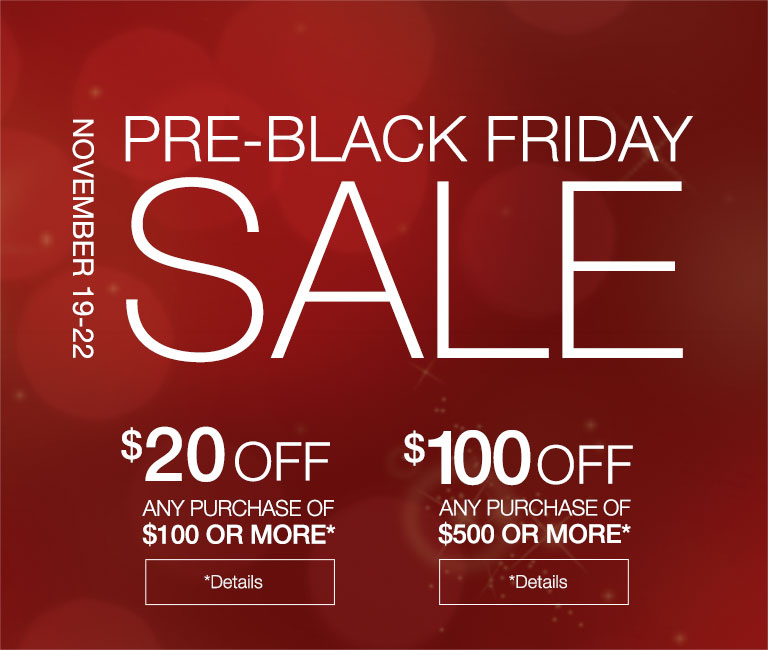 NOVEMBER 19-22
PRE-BLACK FRIDAY
SALE
$20 OFF
ANY PURCHASE OF
$100 OR MORE*
*Details
$100 OFF
ANY PURCHASE OF
$500 OR MORE*
*Details